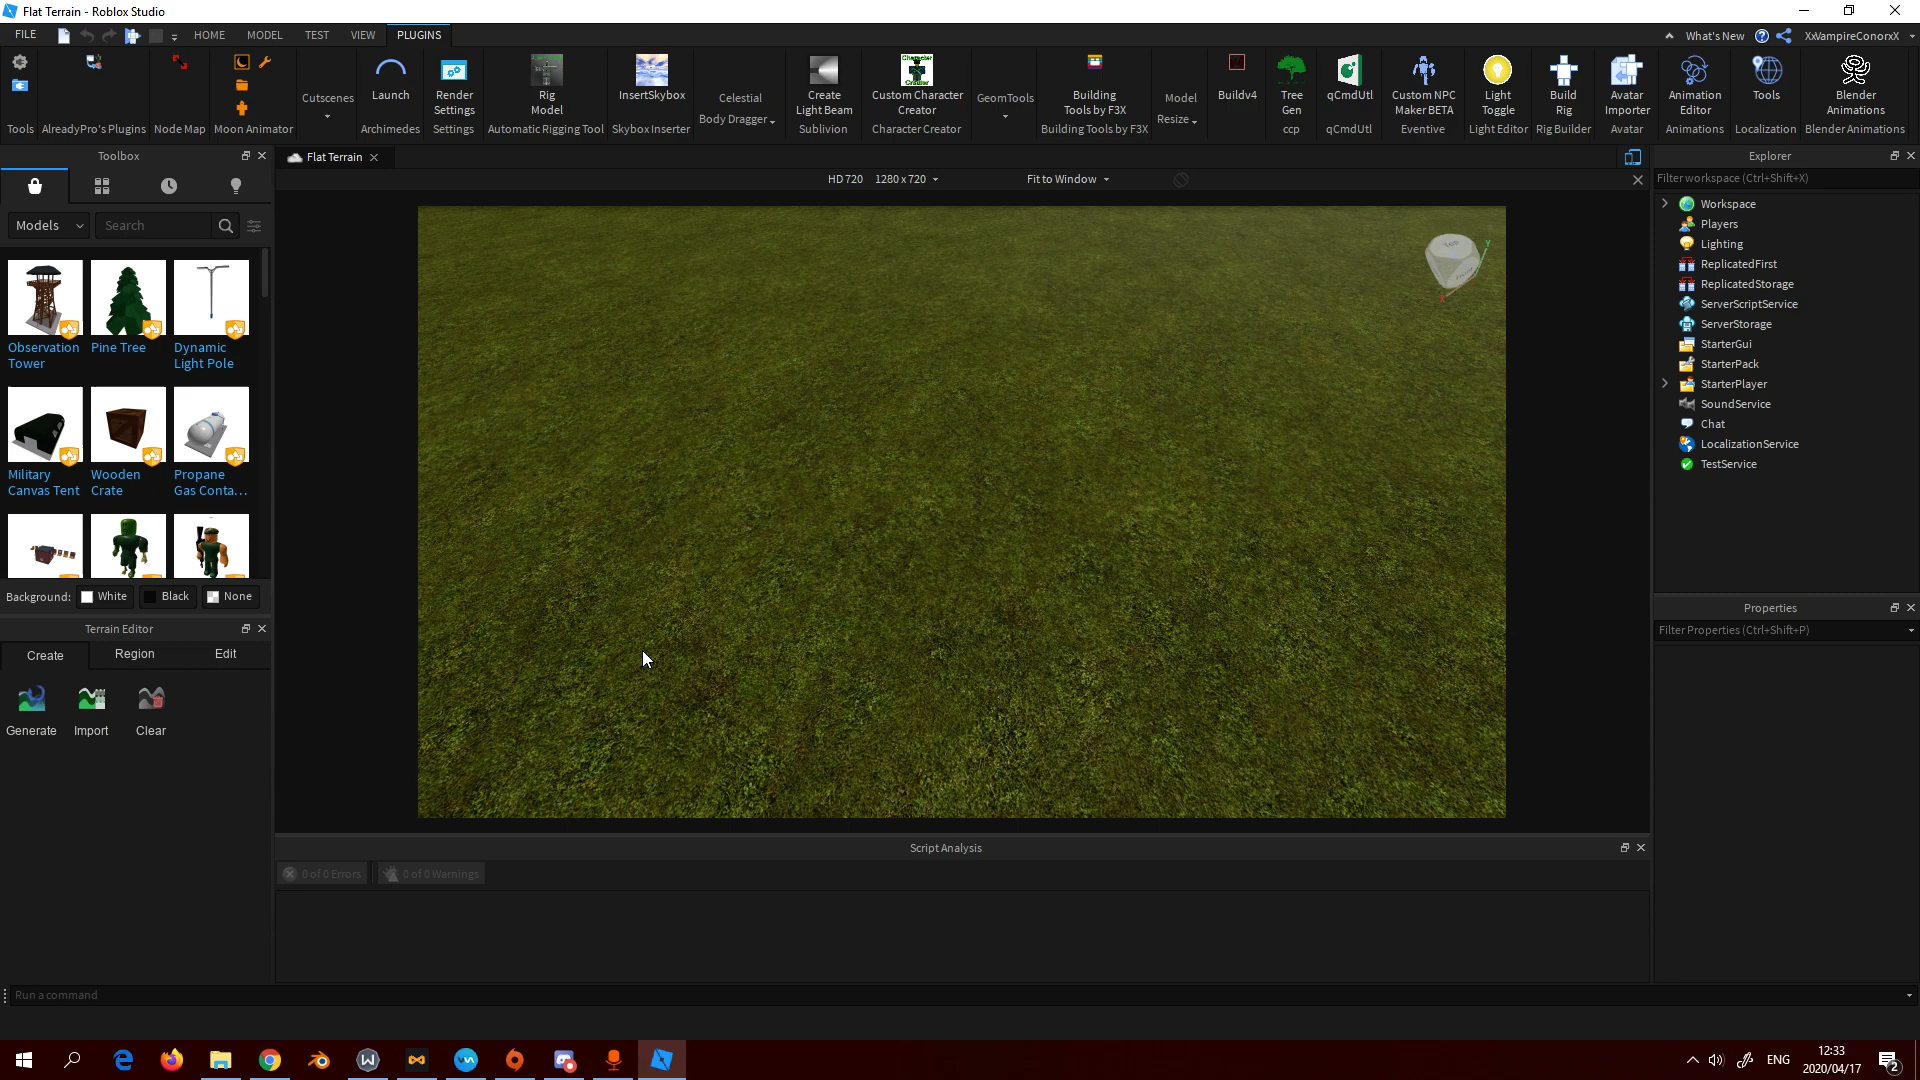 Flat Terrain - Roblox Studio
FILE
HOME
MODEL
TEST
VIEW
PLUGINS
What's New
XxVampireConorxX
Tools
AlreadyPro's Plugins
Node Map
Moon Animator
Cutscenes
Launch
Archimedes
Render
Settings
Settings
Rig
Model
Automatic Rigging Tool
InsertSkybox
Skybox Inserter
Celestial
Body Dragger
Create
Light Beam
Sublivion
Custom Character
Creator
Character Creator
GeomTools
Building
Tools by F3X
Building Tools by F3X
Model
Resize
Buildv4
Tree
Gen
ccp
qCmdUtl
qCmdUtl
Custom NPC
Maker BETA
Eventive
Light
Toggle
Light Editor
Build
Rig
Rig Builder
Avatar
Importer
Avatar
Animation
Editor
Animations
Tools
Localization
Blender
Animations
Blender Animations
Toolbox
Models
Search
Observation
Tower
Pine Tree
Dynamic
Light Pole
Military
Canvas Tent
Wooden
Crate
Propane
Gas Conta...
Background:
White
Black
None
Terrain Editor
Create
Region
Edit
Generate
Import
Clear
Flat Terrain
HD720 1280 x 720
Fit to Window
Script Analysis
0 of 0 Errors
0 of 0 Warnings
Run a command
Explorer
Filter workspace (Ctrl+Shift+X)
Workspace
Players
Lighting
ReplicatedFirst
ReplicatedStorage
ServerScriptService
ServerStorage
StarterGui
StarterPack
StarterPlayer
SoundService
Chat
LocalizationService
TestService
Properties
Filter Properties (Ctrl+Shift+P)
ENG
12:33
2020/04/17
2